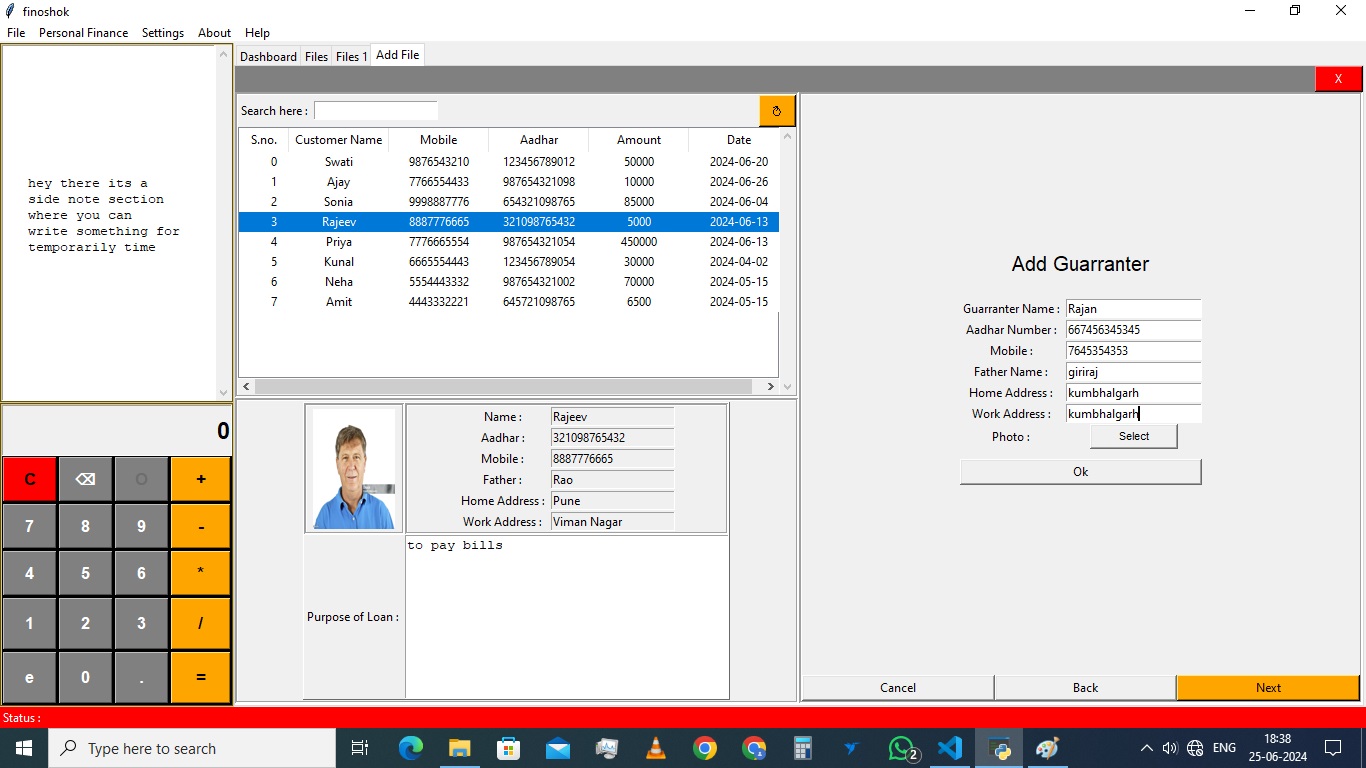 finoshok
File Personal Finance Settings About Help
Dashboard Files Files 1 Add File
X
hey there its a
side note section
where you can
write something for
temporarily time
0
C ⌫ O +
7 8 9 -
4 5 6 *
1 2 3 /
e 0 . =
Search here :
S.no. Customer Name Mobile Aadhar Amount Date
0 Swati 9876543210 123456789012 50000 2024-06-20
1 Ajay 7766554433 987654321098 10000 2024-06-26
2 Sonia 9998887776 654321098765 85000 2024-06-04
3 Rajeev 8887776665 321098765432 5000 2024-06-13
4 Priya 7776665554 987654321054 450000 2024-06-13
5 Kunal 6665554443 123456789054 30000 2024-04-02
6 Neha 5554443332 987654321002 70000 2024-05-15
7 Amit 4443332221 645721098765 6500 2024-05-15
Name : Rajeev
Aadhar : 321098765432
Mobile : 8887776665
Father : Rao
Home Address : Pune
Work Address : Viman Nagar
Purpose of Loan : to pay bills
Add Guarranter
Guarranter Name : Rajan
Aadhar Number : 667456345345
Mobile : 7645354353
Father Name : giriraj
Home Address : kumbhalgarh
Work Address : kumbhalgarh
Photo : Select
Ok
Cancel Back Next
Status :
Type here to search
2
ENG
18:38
25-06-2024